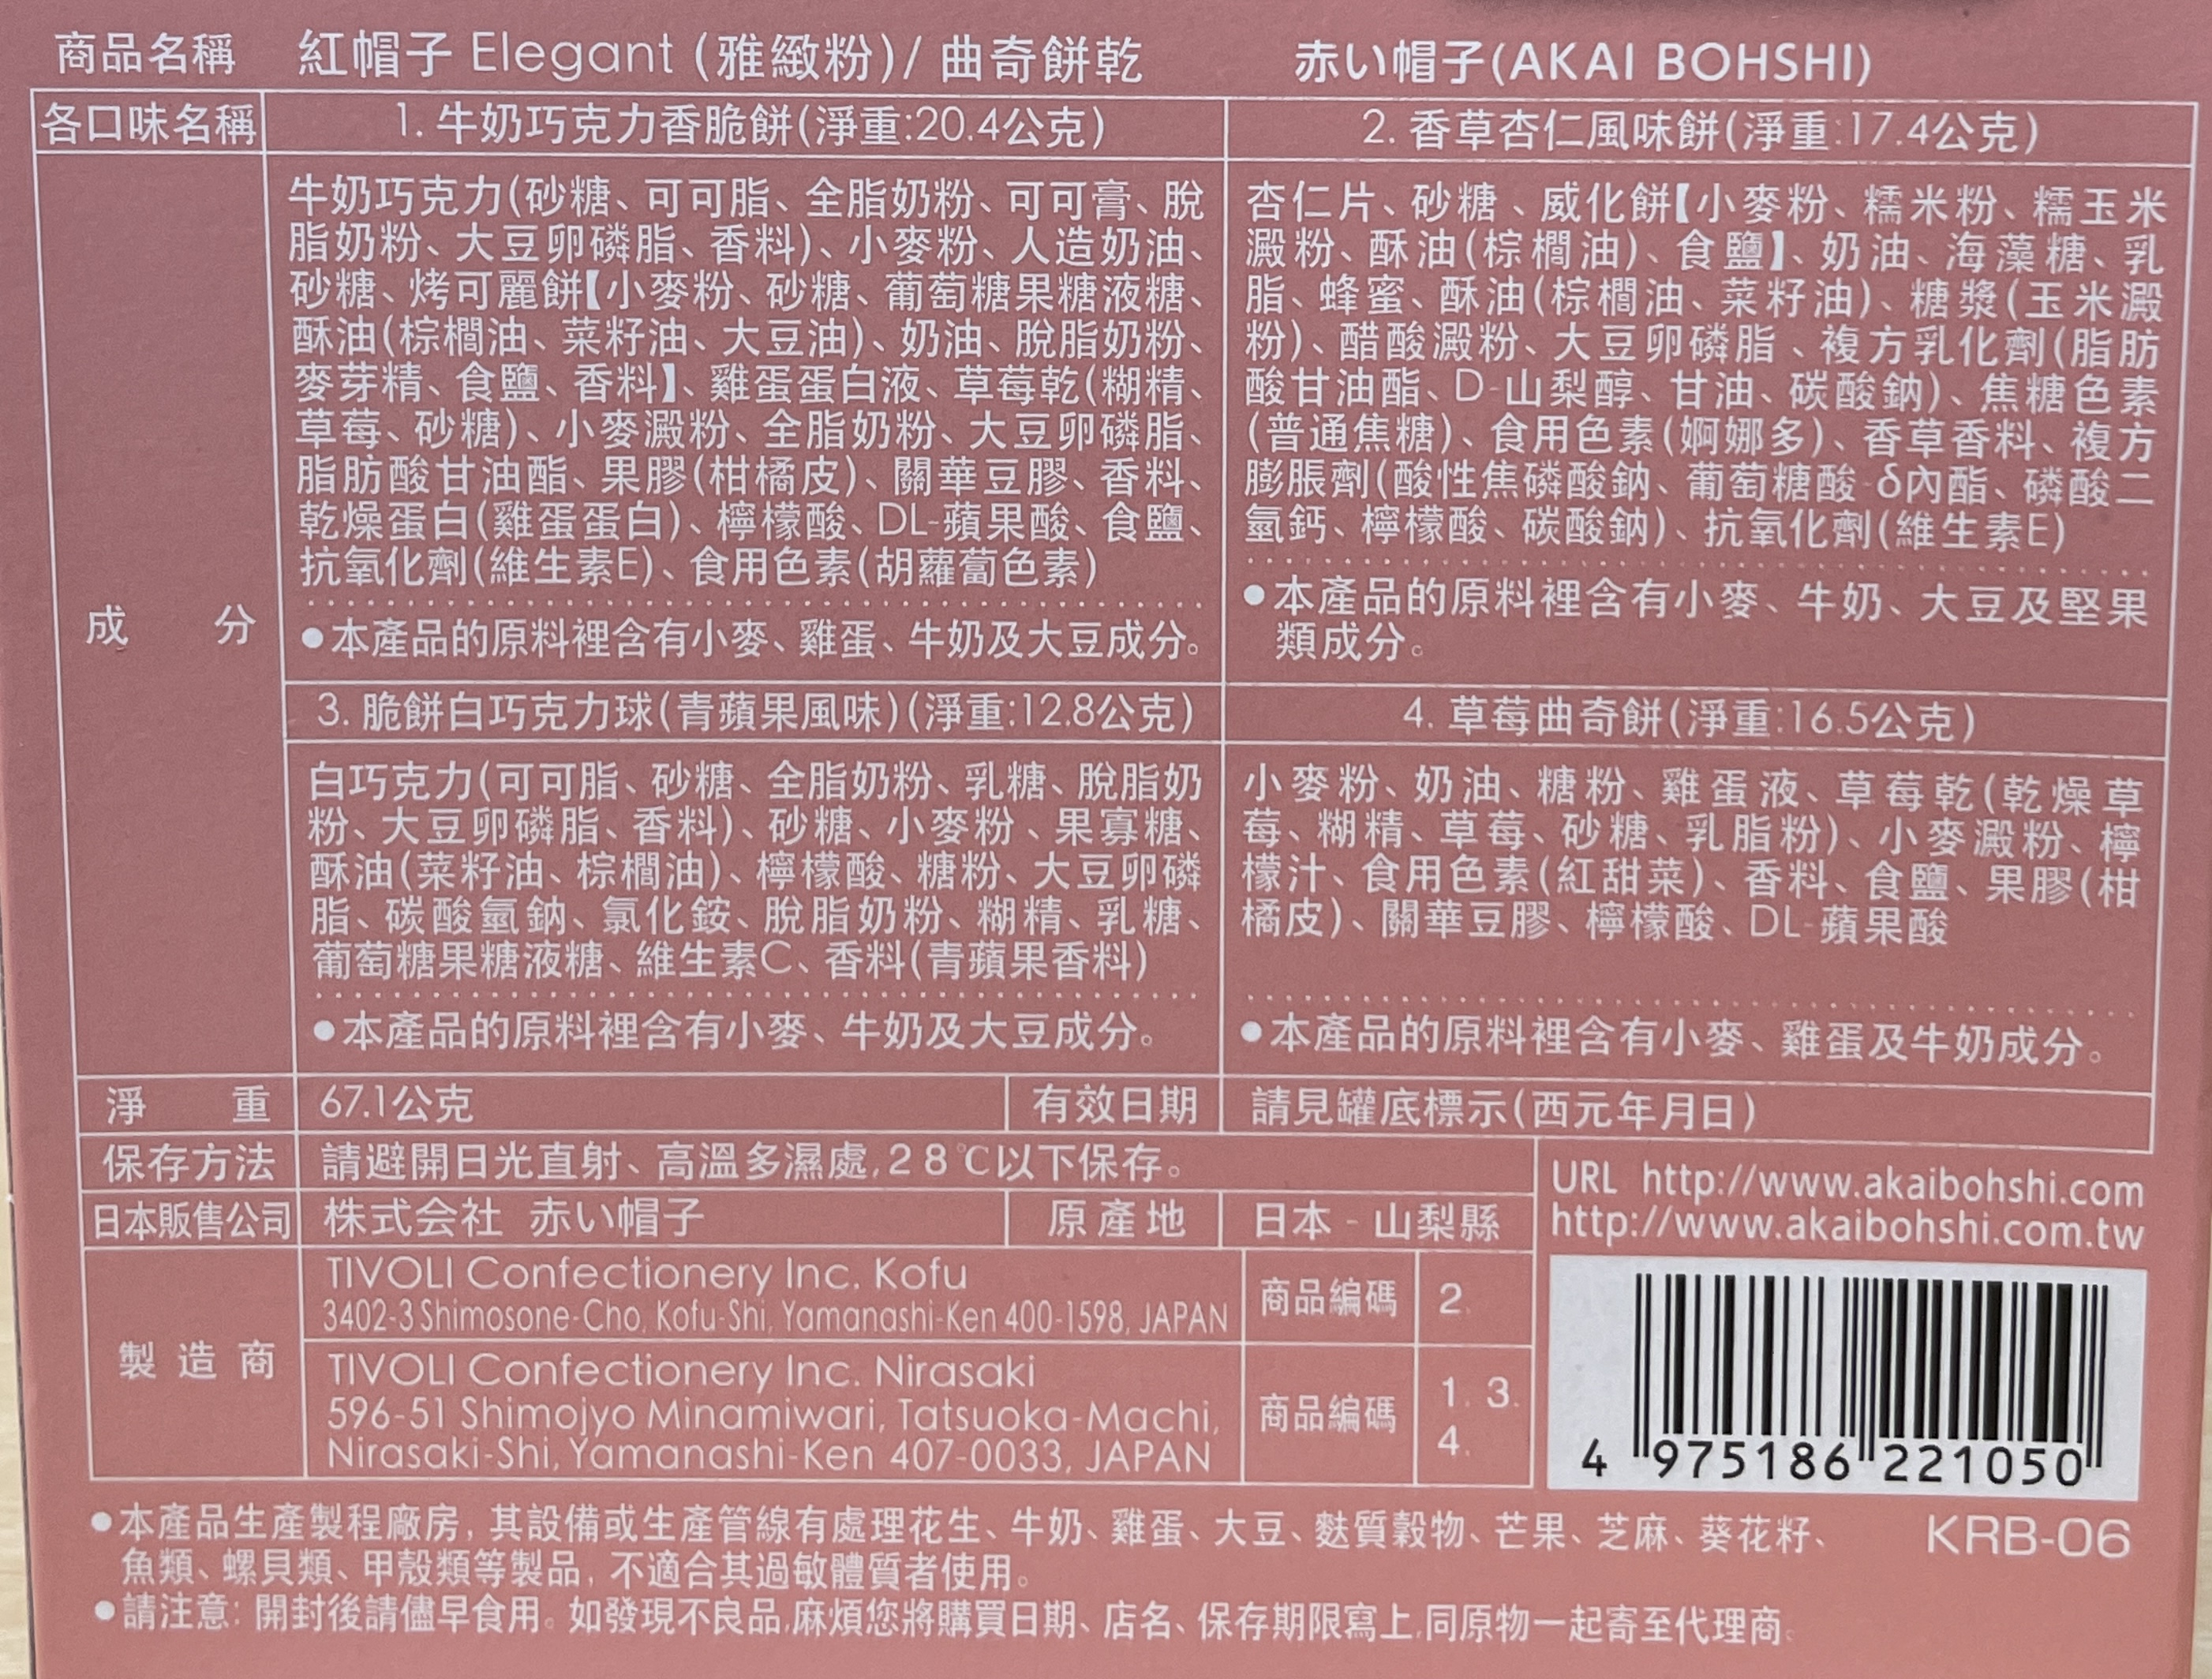 商品名稱 紅帽子 Elegant (雅緻粉)/ 曲奇餅乾 赤い帽子(AKAI BOHSHI)
各口味名稱 1. 牛奶巧克力香脆餅(淨重:20.4公克)
牛奶巧克力(砂糖、可可脂、全脂奶粉、可可膏、脫
脂奶粉、大豆卵磷脂、香料)、小麥粉、人造奶油、
砂糖、烤可麗餅【小麥粉、砂糖、葡萄糖果糖液糖、
酥油(棕櫚油、菜籽油、大豆油)、奶油、脫脂奶粉、
麥芽精、食鹽、香料】、雞蛋蛋白液、草莓乾(糊精、
草莓、砂糖)、小麥澱粉、全脂奶粉、大豆卵磷脂、
脂肪酸甘油酯、果膠(柑橘皮)、關華豆膠、香料、
乾燥蛋白(雞蛋蛋白)、檸檬酸、DL-蘋果酸、食鹽、
抗氧化劑(維生素E)、食用色素(胡蘿蔔色素)
●本產品的原料裡含有小麥、雞蛋、牛奶及大豆成分。
2. 香草杏仁風味餅(淨重:17.4公克)
杏仁片、砂糖、威化餅【小麥粉、糯米粉、糯玉米
澱粉、酥油(棕櫚油)、食鹽】、奶油、海藻糖、乳
脂、蜂蜜、酥油(棕櫚油、菜籽油)、糖漿(玉米澱
粉)、醋酸澱粉、大豆卵磷脂、複方乳化劑(脂肪
酸甘油酯、D-山梨醇、甘油、碳酸鈉)、焦糖色素
(普通焦糖)、食用色素(婀娜多)、香草香料、複方
膨脹劑(酸性焦磷酸鈉、葡萄糖酸-δ內酯、磷酸二
氫鈣、檸檬酸、碳酸鈉)、抗氧化劑(維生素E)
●本產品的原料裡含有小麥、牛奶、大豆及堅果
類成分。
成 分
3. 脆餅白巧克力球(青蘋果風味)(淨重:12.8公克)
白巧克力(可可脂、砂糖、全脂奶粉、乳糖、脫脂奶
粉、大豆卵磷脂、香料)、砂糖、小麥粉、果寡糖、
酥油(菜籽油、棕櫚油)、檸檬酸、糖粉、大豆卵磷
脂、碳酸氫鈉、氯化銨、脫脂奶粉、糊精、乳糖、
葡萄糖果糖液糖、維生素C、香料(青蘋果香料)
●本產品的原料裡含有小麥、牛奶及大豆成分。
4. 草莓曲奇餅(淨重:16.5公克)
小麥粉、奶油、糖粉、雞蛋液、草莓乾(乾燥草
莓、糊精、草莓、砂糖、乳脂粉)、小麥澱粉、檸
檬汁、食用色素(紅甜菜)、香料、食鹽、果膠(柑
橘皮)、關華豆膠、檸檬酸、DL-蘋果酸
●本產品的原料裡含有小麥、雞蛋及牛奶成分。
淨 重 67.1公克 有效日期 請見罐底標示(西元年月日)
保存方法 請避開日光直射、高溫多濕處,28℃以下保存。
日本販售公司 株式会社 赤い帽子 原產地 日本 - 山梨縣
URL http://www.akaibohshi.com
http://www.akaibohshi.com.tw
製造商
TIVOLI Confectionery Inc. Kofu
3402-3 Shimosone-Cho, Kofu-Shi, Yamanashi-Ken 400-1598, JAPAN
商品編碼 2.
TIVOLI Confectionery Inc. Nirasaki
596-51 Shimojyo Minamiwari, Tatsuoka-Machi,
Nirasaki-Shi, Yamanashi-Ken 407-0033, JAPAN
商品編碼 1. 3.
4.
4 975186 221050
●本產品生產製程廠房, 其設備或生產管線有處理花生、牛奶、雞蛋、大豆、麩質穀物、芒果、芝麻、葵花籽、
魚類、螺貝類、甲殼類等製品, 不適合其過敏體質者使用。
KRB-06
●請注意: 開封後請儘早食用。如發現不良品,麻煩您將購買日期、店名、保存期限寫上,同原物一起寄至代理商。